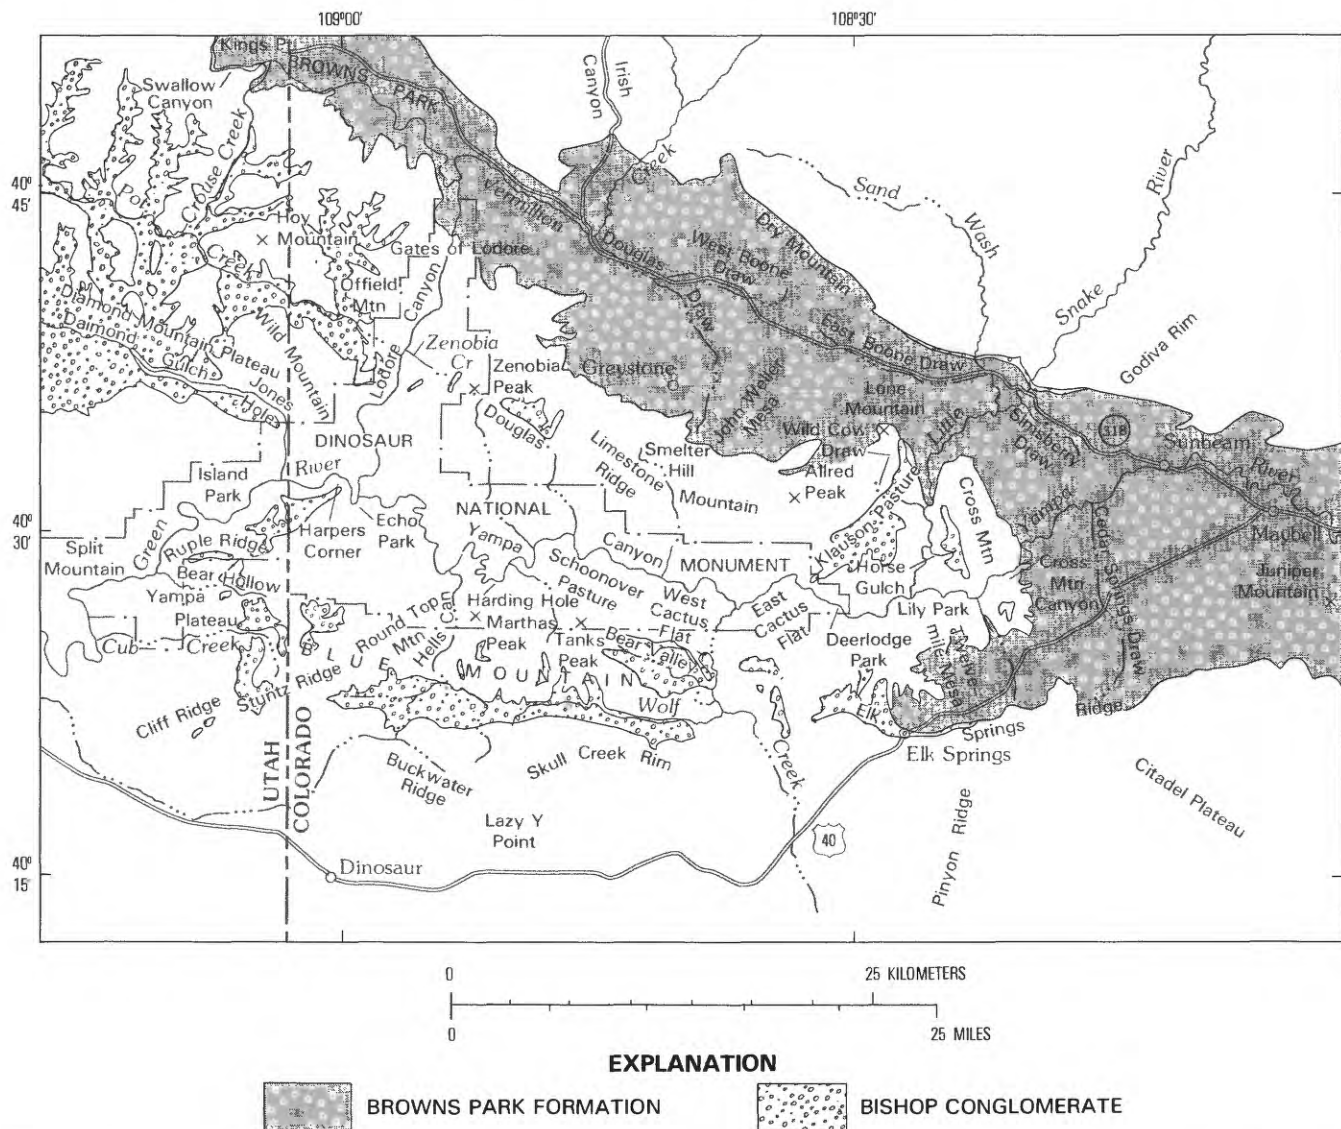 109°00'
108°30'
Kings Pt
BROWNS
PARK
Swallow
Canyon
Irish
Canyon
Crouse Creek
Creek
Sand
Wash
River
Snake
40°
45'
Pot
Creek
Hoy
Mountain
Vermillion
Gates of Lodore
Canyon
Lodore
Offield
Mtn
Douglas
Draw
West Boone
Draw
Dry Mountain
East Boone Draw
Godiva Rim
Diamond Mountain Plateau
Daimond
Gulch
Jones
Hole
Wild Mountain
Zenobia
Cr
Zenobia
Peak
Douglas
Greystone
John Weller
Mesa
Lone
Mountain
Wild Cow
Draw
Allred
Peak
Little
Sunsberry
Draw
318
Sunbeam
River
Yampa
DINOSAUR
River
Green
Island
Park
Limestone
Ridge
Smelter
Hill
Mountain
Klauson Pasture
Cross Mtn
Maybell
40°
30'
Split
Mountain
Harpers
Corner
Echo
Park
NATIONAL
Yampa
Canyon
MONUMENT
Ruple Ridge
Bear Hollow
Yampa
Plateau
Schoonover
Pasture
West
Cactus
Flat
East
Cactus
Flat
Horse
Gulch
Cross
Mtn
Canyon
Cedar Springs Draw
Juniper
Mountain
Lily Park
Cub Creek
Round Top
Mtn
Hells Can
Harding Hole
Marthas
Peak
Tanks
Peak
Bear Valley
Deerlodge
Park
Twelve
mile
Mesa
BLUE
MOUNTAIN
Stuntz Ridge
Cliff Ridge
Wolf
Creek
Elk
Springs
Ridge
Elk Springs
UTAH
COLORADO
Buckwater
Ridge
Skull Creek Rim
Lazy Y
Point
Citadel Plateau
Pinyon Ridge
40
40°
15'
Dinosaur
0
25 KILOMETERS
0
25 MILES
EXPLANATION
BROWNS PARK FORMATION
BISHOP CONGLOMERATE